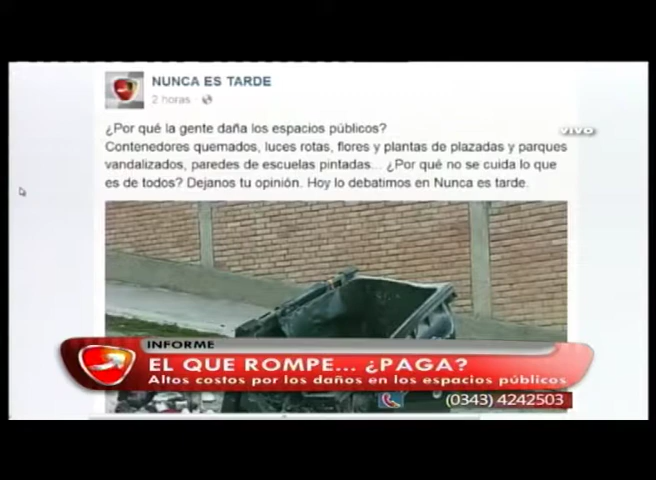 NUNCA ES TARDE
2 horas
¿Por qué la gente daña los espacios públicos?
Contenedores quemados, luces rotas, flores y plantas de plazadas y parques
vandalizados, paredes de escuelas pintadas... ¿Por qué no se cuida lo que
es de todos? Dejanos tu opinión. Hoy lo debatimos en Nunca es tarde.
vivo
INFORME
EL QUE ROMPE... ¿PAGA?
Altos costos por los daños en los espacios públicos
(0343) 4242503